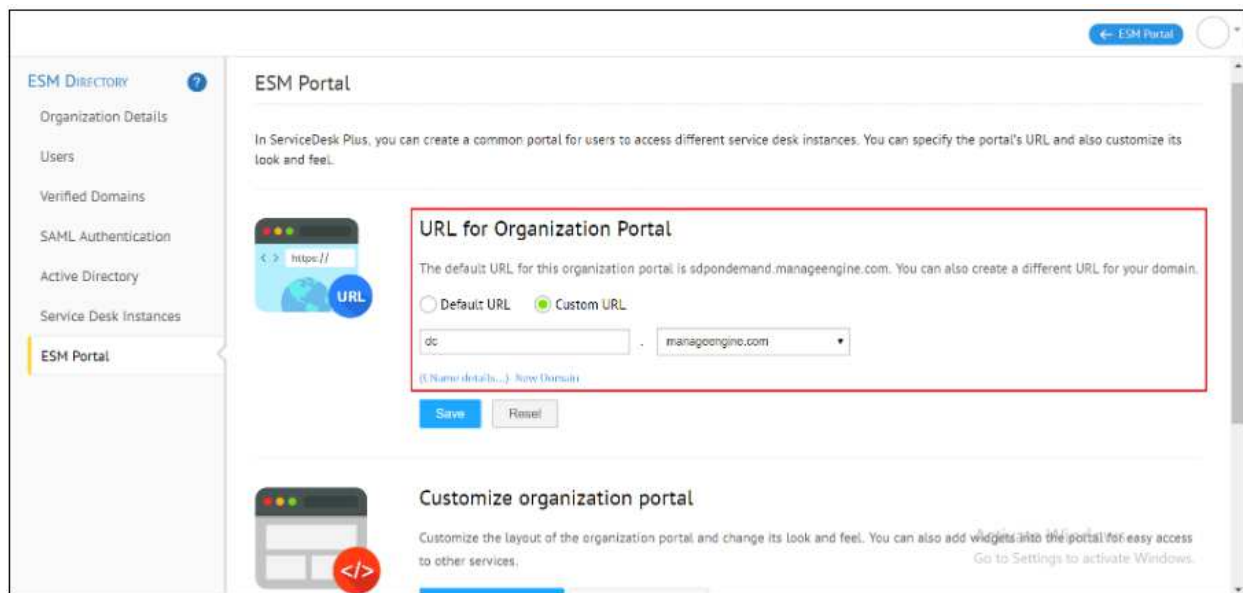 ← ESM Portal
ESM DIRECTORY ?
Organization Details
Users
Verified Domains
SAML Authentication
Active Directory
Service Desk Instances
ESM Portal
ESM Portal
In ServiceDesk Plus, you can create a common portal for users to access different service desk instances. You can specify the portal's URL and also customize its
look and feel.
< > https://
URL
URL for Organization Portal
The default URL for this organization portal is sdpondemand.manageengine.com. You can also create a different URL for your domain.
Default URL Custom URL
dc . manageengine.com
(CName details...) New Domain
Save Reset
</>
Customize organization portal
Customize the layout of the organization portal and change its look and feel. You can also add widgets into the portal for easy access
to other services.
Activate Windows
Go to Settings to activate Windows.